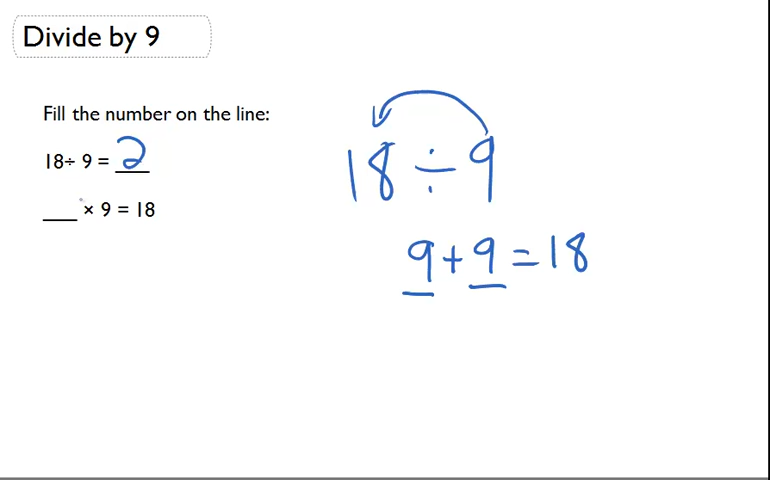 Divide by 9
Fill the number on the line:
18÷ 9 = 2
___ × 9 = 18
18 ÷ 9
9 + 9 = 18